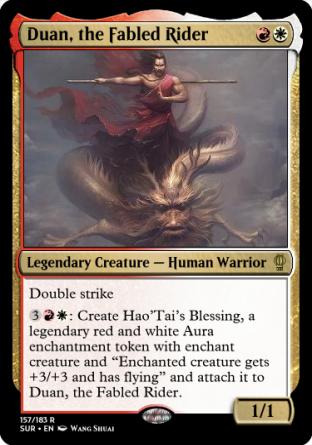 Duan, the Fabled Rider
Legendary Creature — Human Warrior
Double strike
3: Create Hao'Tai's Blessing, a
legendary red and white Aura
enchantment token with enchant
creature and “Enchanted creature gets
+3/+3 and has flying” and attach it to
Duan, the Fabled Rider.
157/183 R
SUR • EN Wang Shuai
1/1